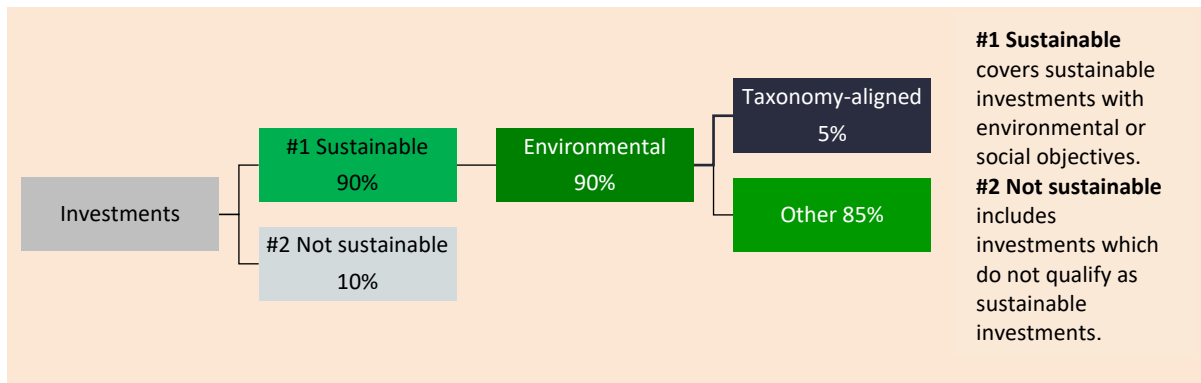 Investments
#1 Sustainable
90%
#2 Not sustainable
10%
Environmental
90%
Taxonomy-aligned
5%
Other 85%
#1 Sustainable
covers sustainable
investments with
environmental or
social objectives.
#2 Not sustainable
includes
investments which
do not qualify as
sustainable
investments.